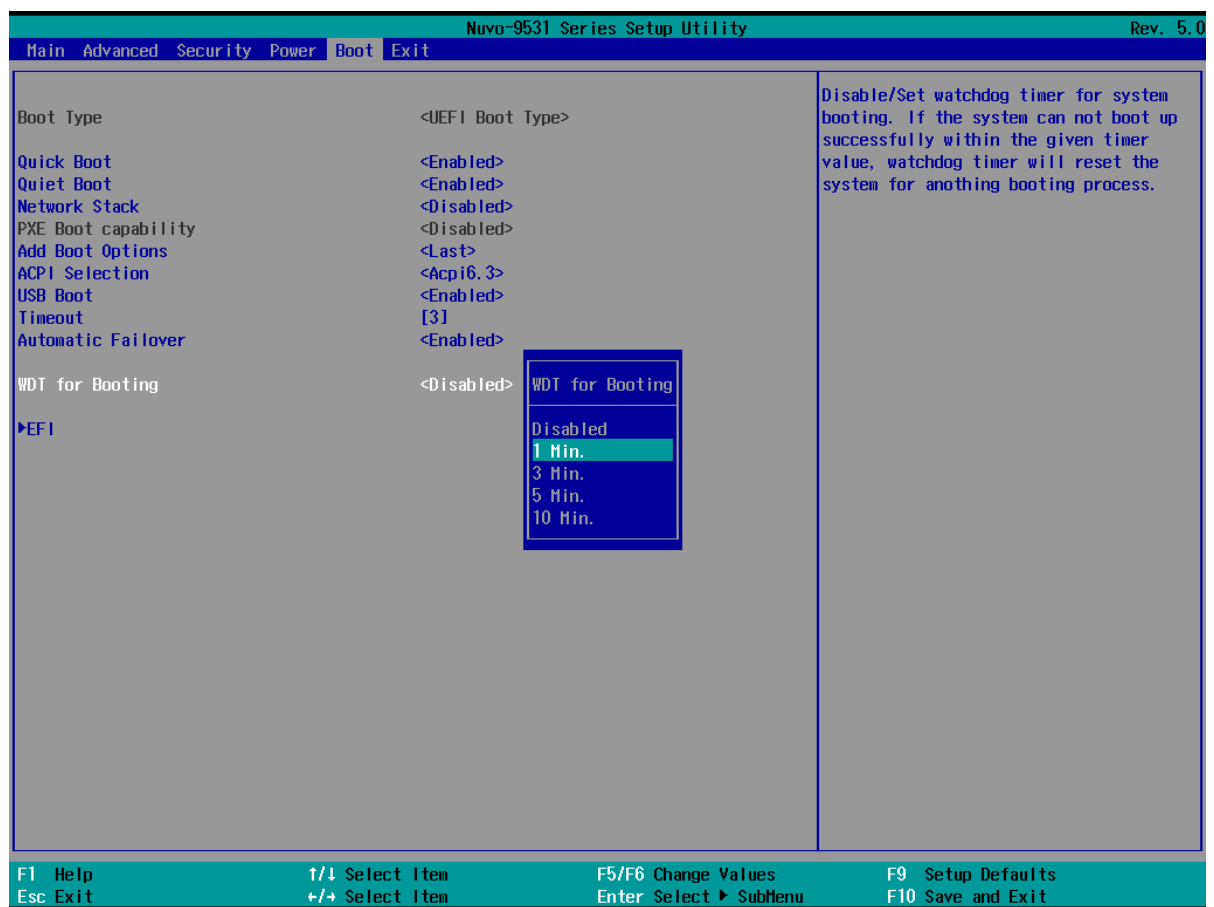 Nuvo-9531 Series Setup Utility Rev. 5.0
Main Advanced Security Power Boot Exit
Boot Type <UEFI Boot Type>
Quick Boot <Enabled>
Quiet Boot <Enabled>
Network Stack <Disabled>
PXE Boot capability <Disabled>
Add Boot Options <Last>
ACPI Selection <Acpi6.3>
USB Boot <Enabled>
Timeout [3]
Automatic Failover <Enabled>
WDT for Booting <Disabled>
▶EFI
WDT for Booting
Disabled
1 Min.
3 Min.
5 Min.
10 Min.
Disable/Set watchdog timer for system
booting. If the system can not boot up
successfully within the given timer
value, watchdog timer will reset the
system for anothing booting process.
F1 Help ↑/↓ Select Item F5/F6 Change Values F9 Setup Defaults
Esc Exit ←/→ Select Item Enter Select ▶ SubMenu F10 Save and Exit